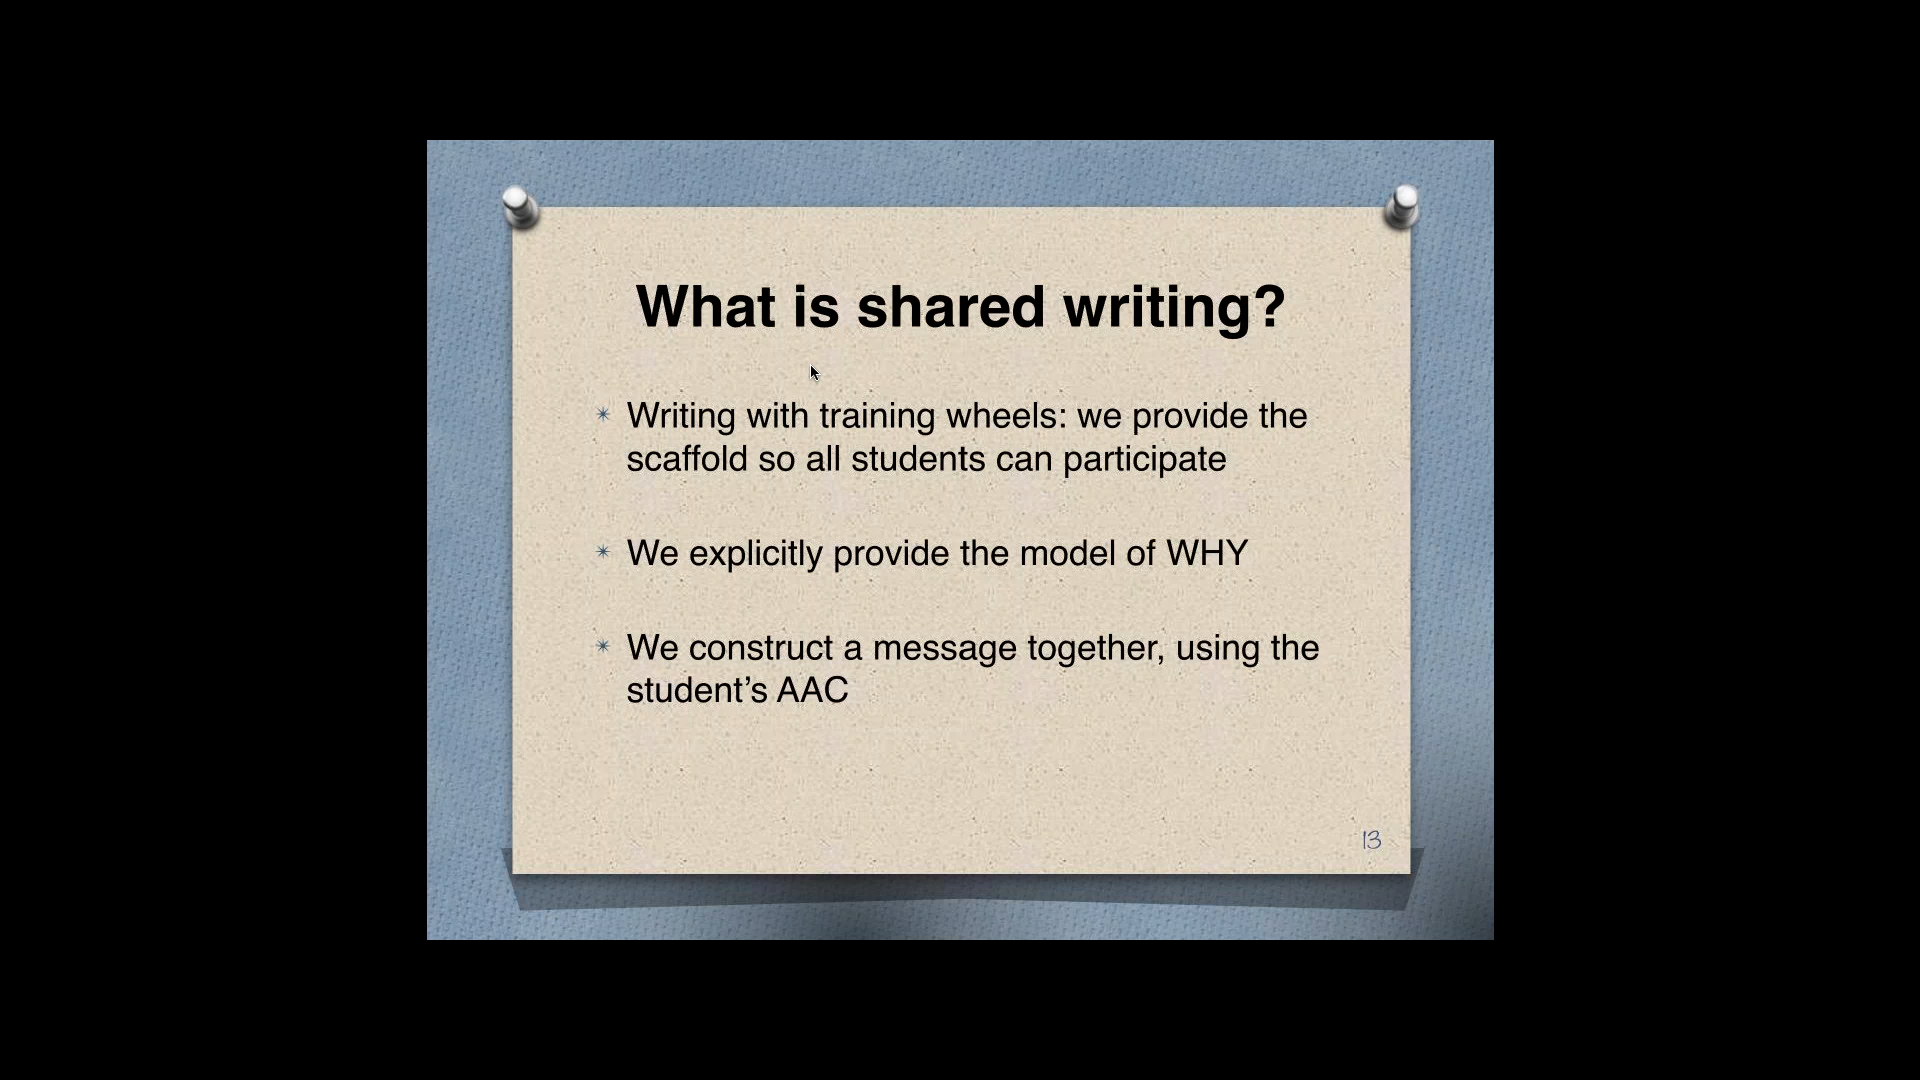 What is shared writing?
Writing with training wheels: we provide the
scaffold so all students can participate
We explicitly provide the model of WHY
We construct a message together, using the
student’s AAC
13